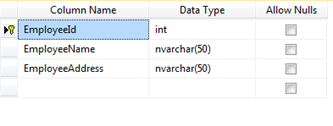 Column Name Data Type Allow Nulls
EmployeeId int
EmployeeName nvarchar(50)
EmployeeAddress nvarchar(50)